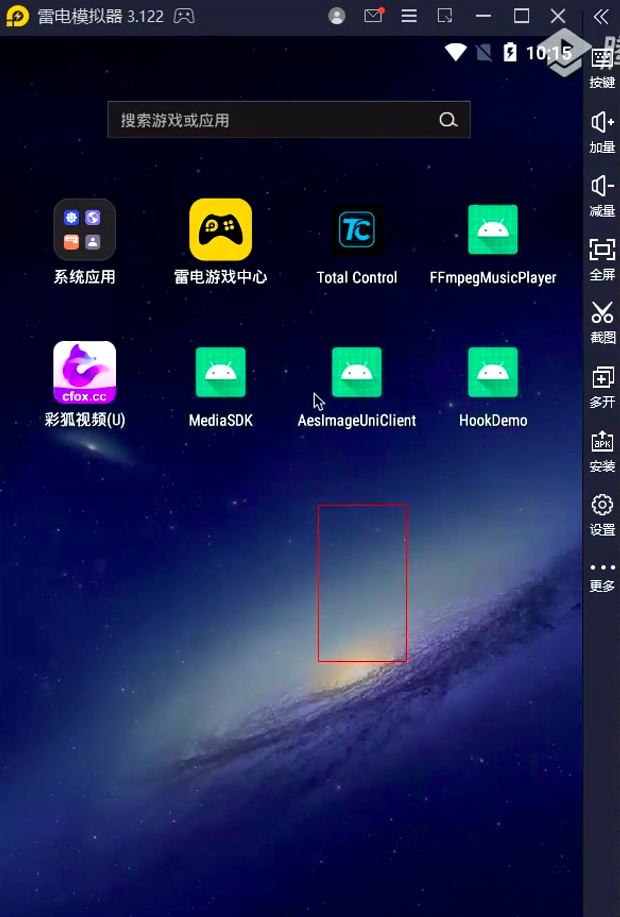 雷电模拟器 3.122
10:15
按键
搜索游戏或应用
加量
减量
系统应用
雷电游戏中心
TC
Total Control
FFmpegMusicPlayer
全屏
截图
cfox.cc
彩狐视频(U)
MediaSDK
AesImageUniClient
HookDemo
多开
APK
安装
设置
更多